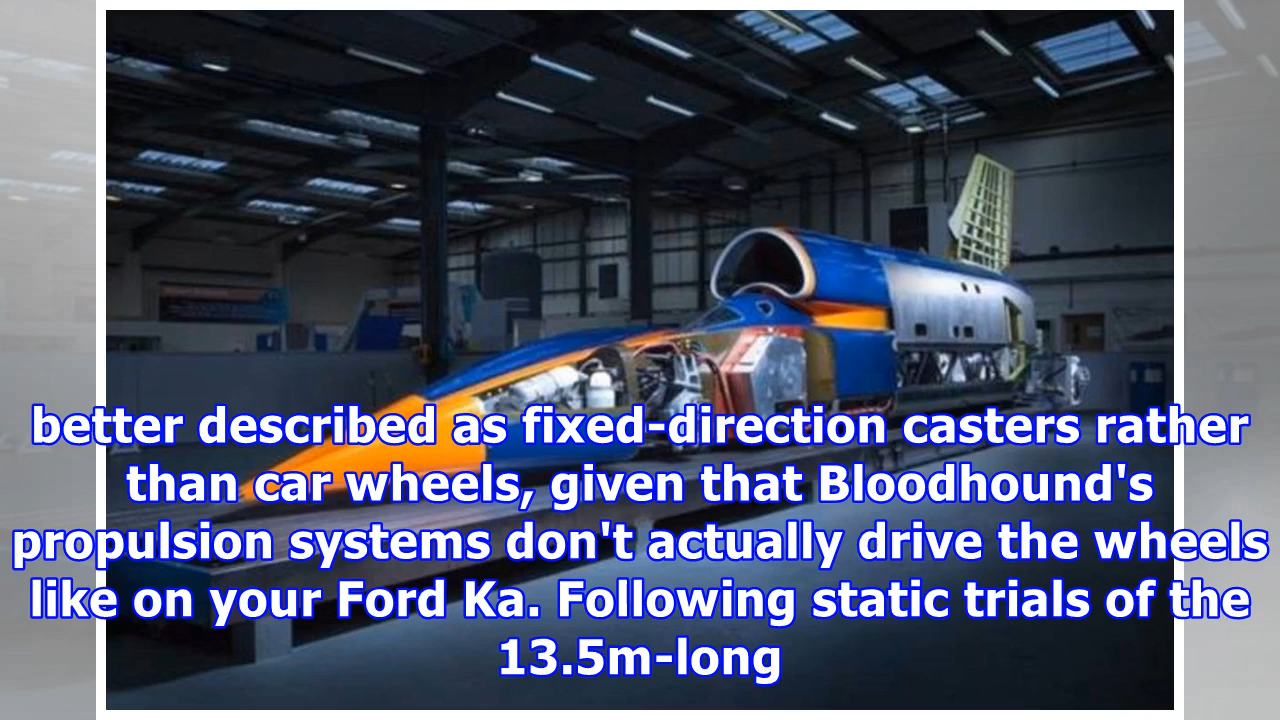 better described as fixed-direction casters rather
than car wheels, given that Bloodhound's
propulsion systems don't actually drive the wheels
like on your Ford Ka. Following static trials of the
13.5m-long